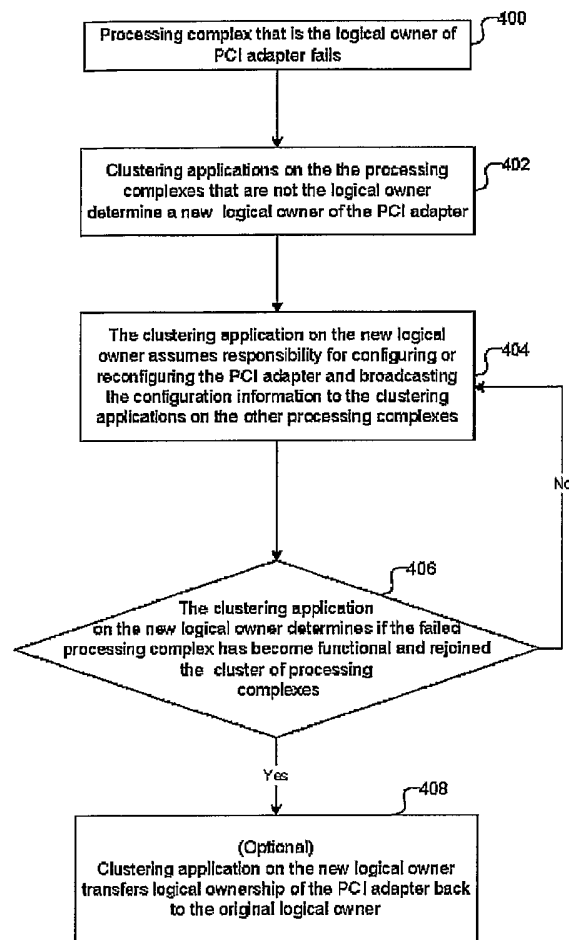 Processing complex that is the logical owner of
PCI adapter fails
400
Clustering applications on the the processing
complexes that are not the logical owner
determine a new logical owner of the PCI adapter
402
The clustering application on the new logical
owner assumes responsibility for configuring or
reconfiguring the PCI adapter and broadcasting
the configuration information to the clustering
applications on the other processing complexes
404
No
406
The clustering application
on the new logical owner determines if the failed
processing complex has become functional and rejoined
the cluster of processing
complexes
Yes
408
(Optional)
Clustering application on the new logical owner
transfers logical ownership of the PCI adapter back
to the original logical owner